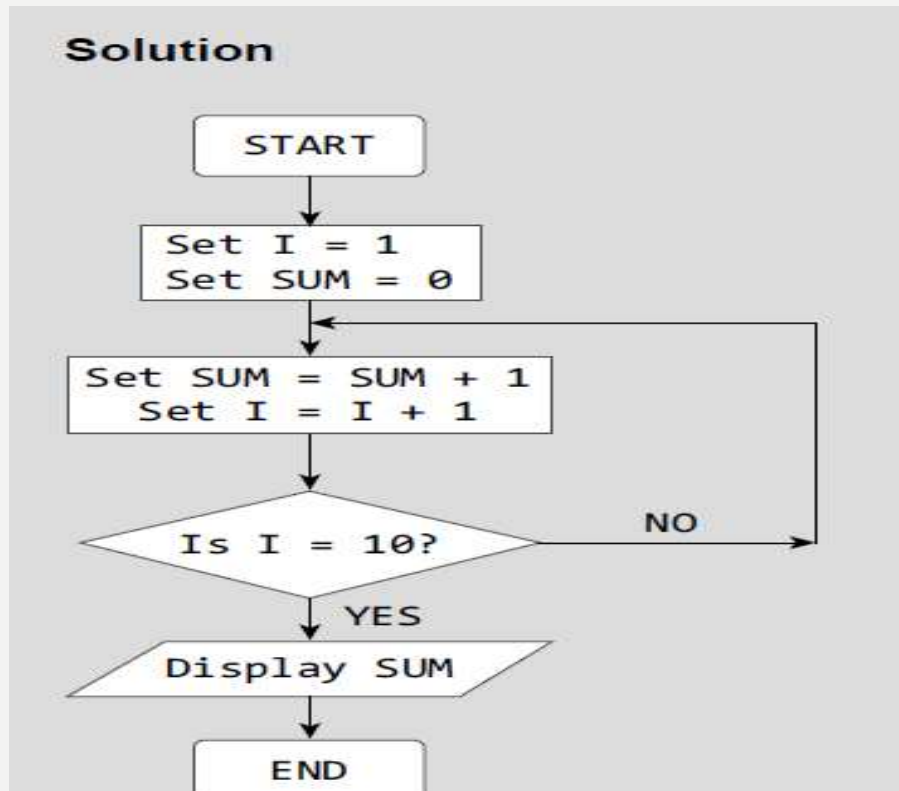 Solution
START
Set I = 1
Set SUM = 0
Set SUM = SUM + 1
Set I = I + 1
Is I = 10?
NO
YES
Display SUM
END